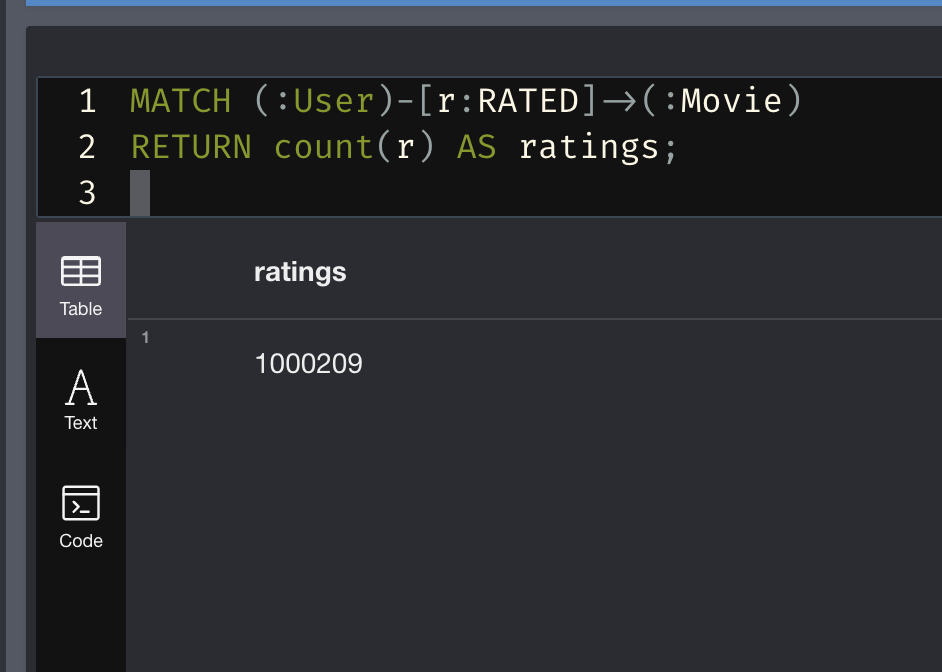 1 MATCH (:User)-[r:RATED]->(:Movie)
2 RETURN count(r) AS ratings;
3
Table
ratings
1
1000209
Text
Code